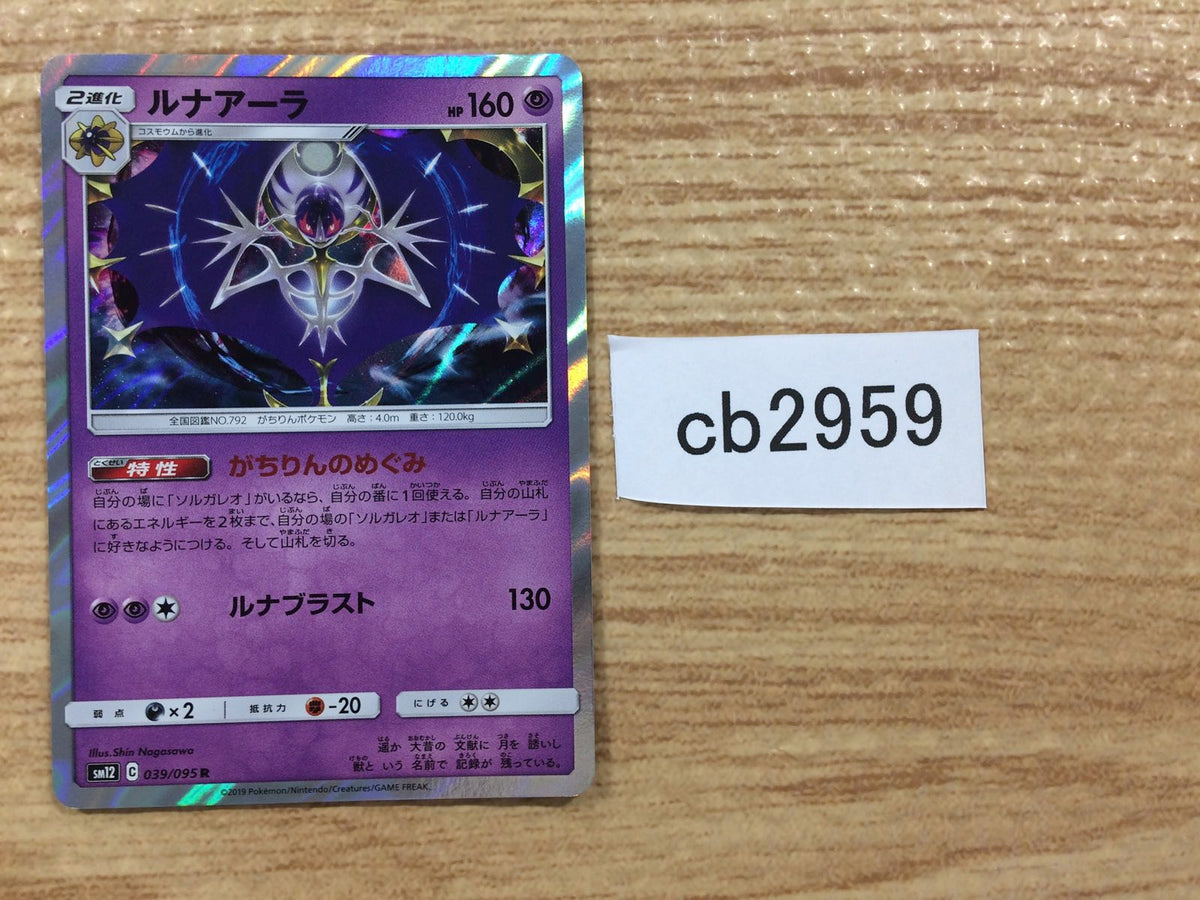 2進化 ルナアーラ HP 160
コスモウムから進化
全国図鑑NO.792 がちりんポケモン 高さ:4.0m 重さ:120.0kg
とくせい 特性 がちりんのめぐみ
自分の場に「ソルガレオ」がいるなら、自分の番に1回使える。自分の山札
にあるエネルギーを2枚まで、自分の場の「ソルガレオ」または「ルナアーラ」
に好きなようにつける。そして山札を切る。
ルナブラスト 130
弱点 ×2 抵抗力 -20 にげる
Illus.Shin Nagasawa
遥か 大昔の 文献に 月を 誘いし
獣と いう 名前で 記録が 残っている。
SM12 C 039/095 R
©2019 Pokémon/Nintendo/Creatures/GAME FREAK.
cb2959